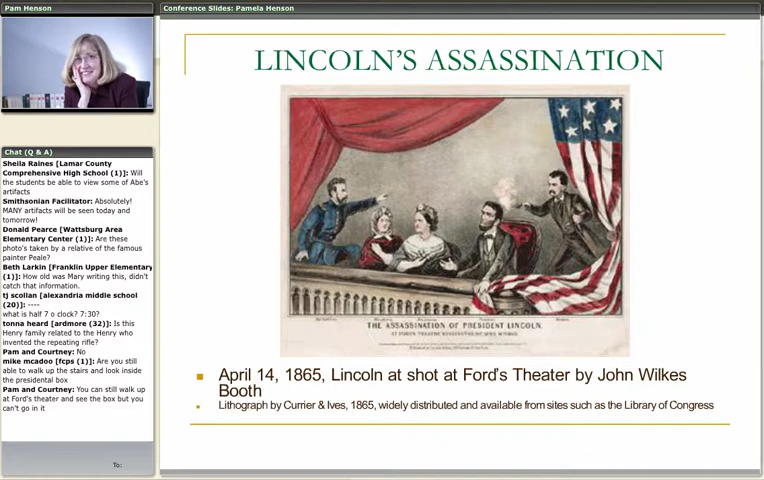 Pam Henson
Conference Slides: Pamela Henson
Chat (Q & A)
Sheila Raines [Lamar County
Comprehensive High School (1)]: Will
the students be able to view some of Abe's
artifacts
Smithsonian Facilitator: Absolutely!
MANY artifacts will be seen today and
tomorrow!
Donald Pearce [Wattsburg Area
Elementary Center (1)]: Are these
photo's taken by a relative of the famous
painter Peale?
Beth Larkin [Franklin Upper Elementary
(1)]: How old was Mary writing this, didn't
catch that information.
tj scollan [alexandria middle school
(20)]: ----
what is half 7 o clock? 7:30?
tonna heard [ardmore (32)]: Is this
Henry family related to the Henry who
invented the repeating rifle?
Pam and Courtney: No
mike mcadoo [fcps (1)]: Are you still
able to walk up the stairs and look inside
the presidental box
Pam and Courtney: You can still walk up
at Ford's theater and see the box but you
can't go in it
To:
LINCOLN'S ASSASSINATION
THE ASSASSINATION OF PRESIDENT LINCOLN.
April 14, 1865, Lincoln at shot at Ford's Theater by John Wilkes
Booth
Lithograph by Currier & Ives, 1865, widely distributed and available from sites such as the Library of Congress